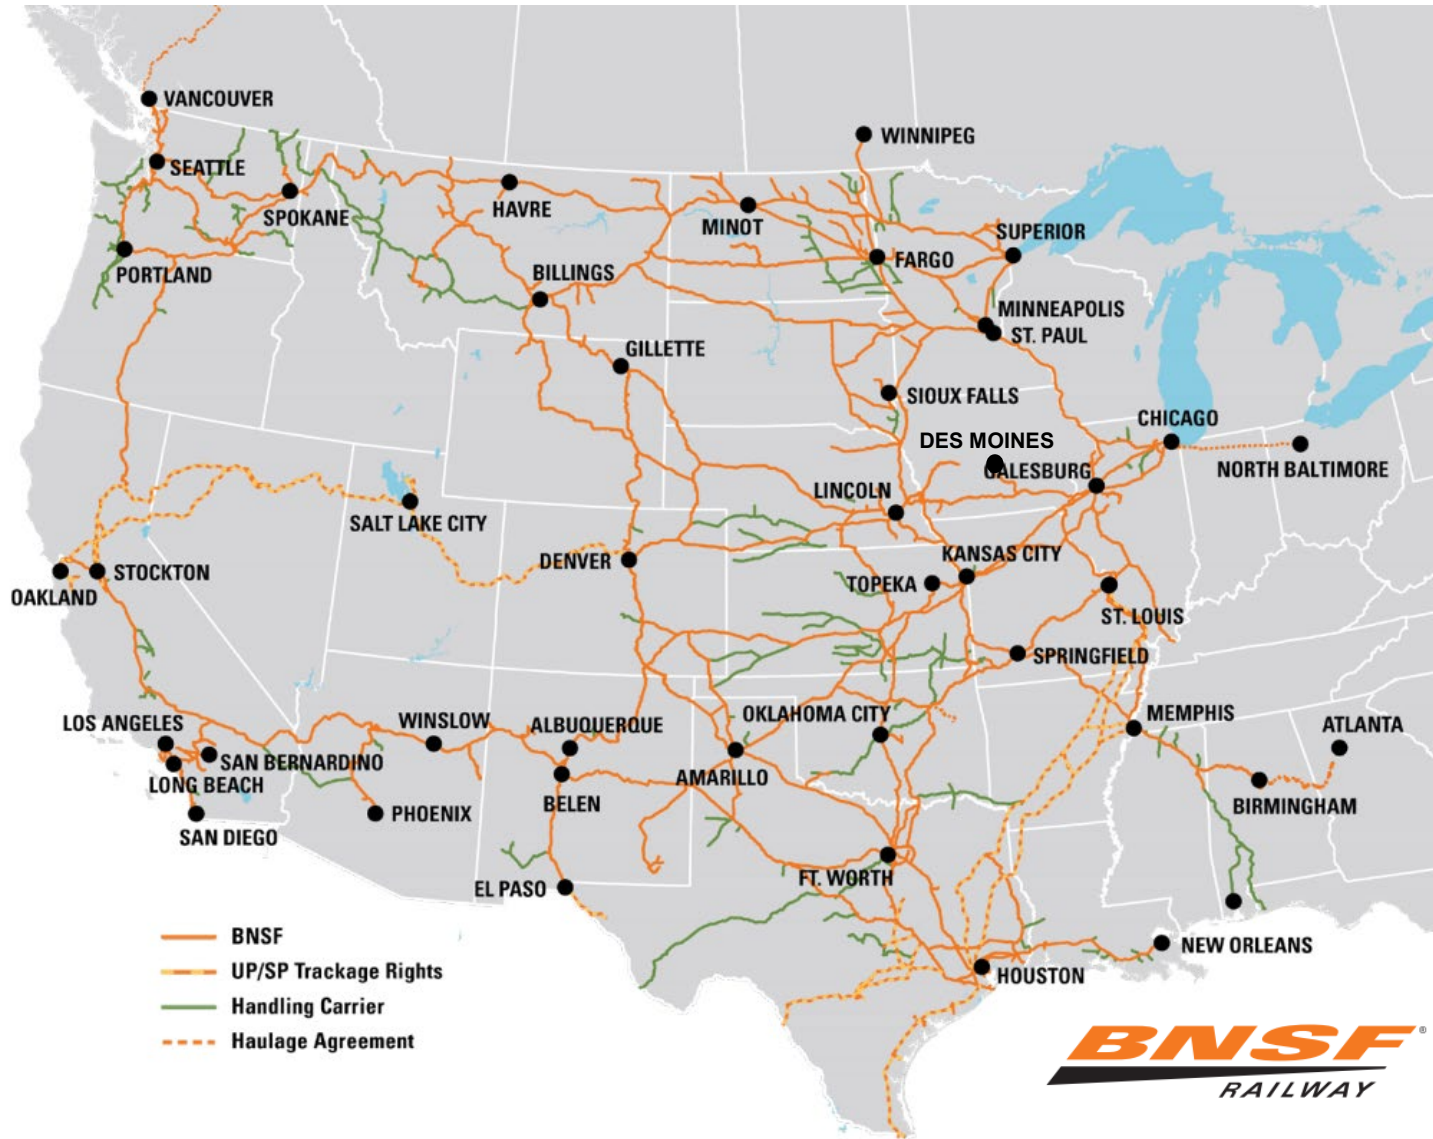 VANCOUVER
WINNIPEG
SEATTLE
SPOKANE
HAVRE
MINOT
SUPERIOR
PORTLAND
BILLINGS
FARGO
MINNEAPOLIS
ST. PAUL
GILLETTE
SIOUX FALLS
CHICAGO
DES MOINES
GALESBURG
NORTH BALTIMORE
LINCOLN
SALT LAKE CITY
DENVER
KANSAS CITY
STOCKTON
TOPEKA
OAKLAND
ST. LOUIS
SPRINGFIELD
LOS ANGELES
WINSLOW
ALBUQUERQUE
OKLAHOMA CITY
MEMPHIS
ATLANTA
SAN BERNARDINO
LONG BEACH
AMARILLO
BELEN
BIRMINGHAM
PHOENIX
SAN DIEGO
FT. WORTH
EL PASO
NEW ORLEANS
HOUSTON
BNSF
UP/SP Trackage Rights
Handling Carrier
Haulage Agreement
BNSF®
RAILWAY